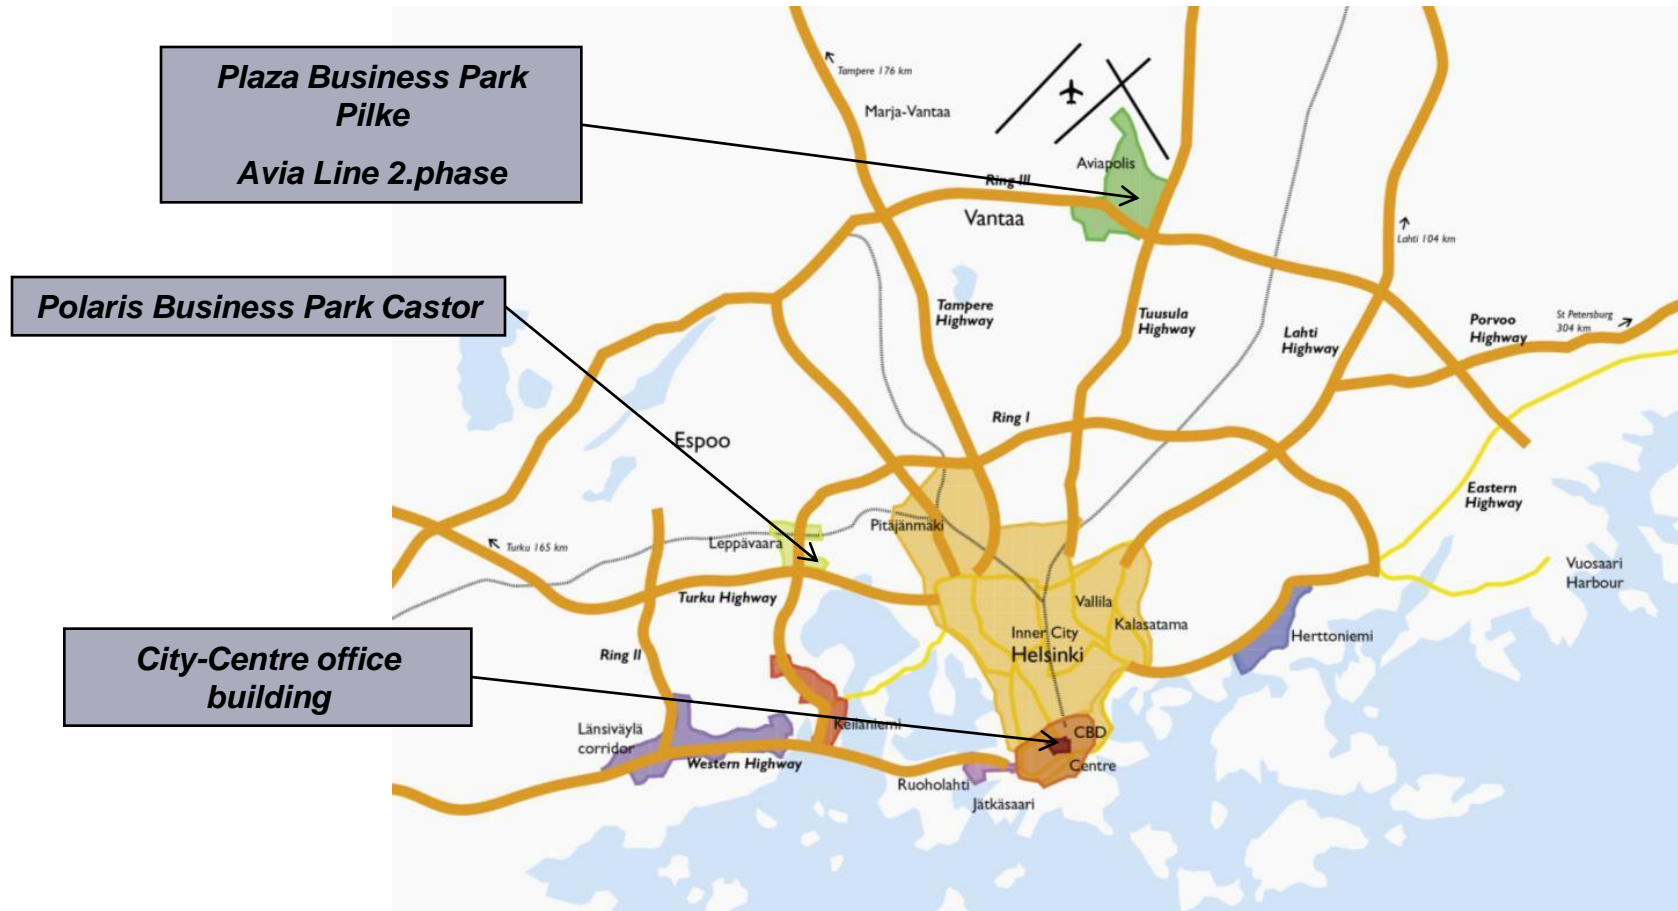 Plaza Business Park
Pilke
Avia Line 2.phase
Polaris Business Park Castor
City-Centre office
building
Tampere 176 km
Marja-Vantaa
Aviapolis
Ring III
Vantaa
Lahti 104 km
Tampere
Highway
Tuusula
Highway
Lahti
Highway
Porvoo
Highway
St Petersburg
304 km
Ring I
Espoo
Eastern
Highway
Pitäjänmäki
Leppävaara
Turku 165 km
Turku Highway
Vuosaari
Harbour
Vallila
Kalasatama
Inner City
Helsinki
Herttoniemi
Ring II
Länsiväylä
corridor
Keilaniemi
Western Highway
CBD
Centre
Ruoholahti
Jätkäsaari